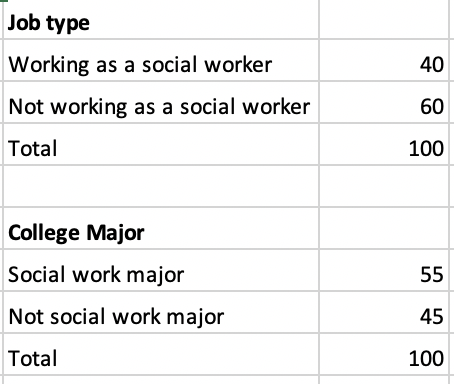 Job type
Working as a social worker 40
Not working as a social worker 60
Total 100
College Major
Social work major 55
Not social work major 45
Total 100